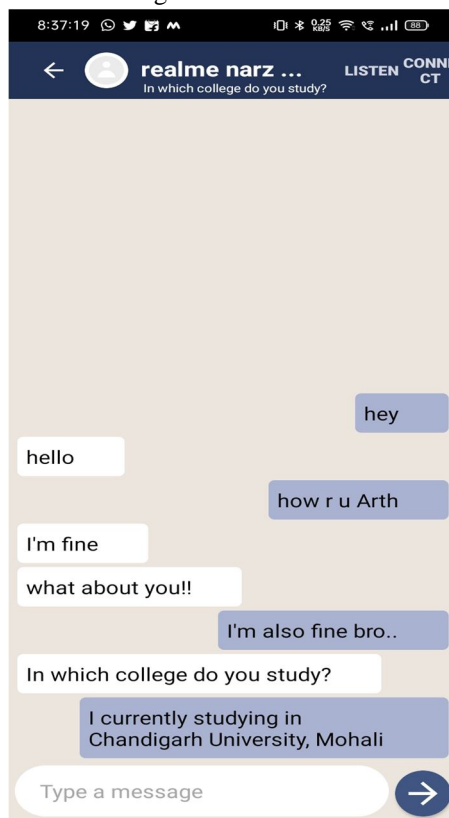 8:37:19 0.25 KB/S 88
realme narz ... LISTEN CONNE
CT
In which college do you study?
hey
hello
how r u Arth
I'm fine
what about you!!
I'm also fine bro..
In which college do you study?
I currently studying in
Chandigarh University, Mohali
Type a message